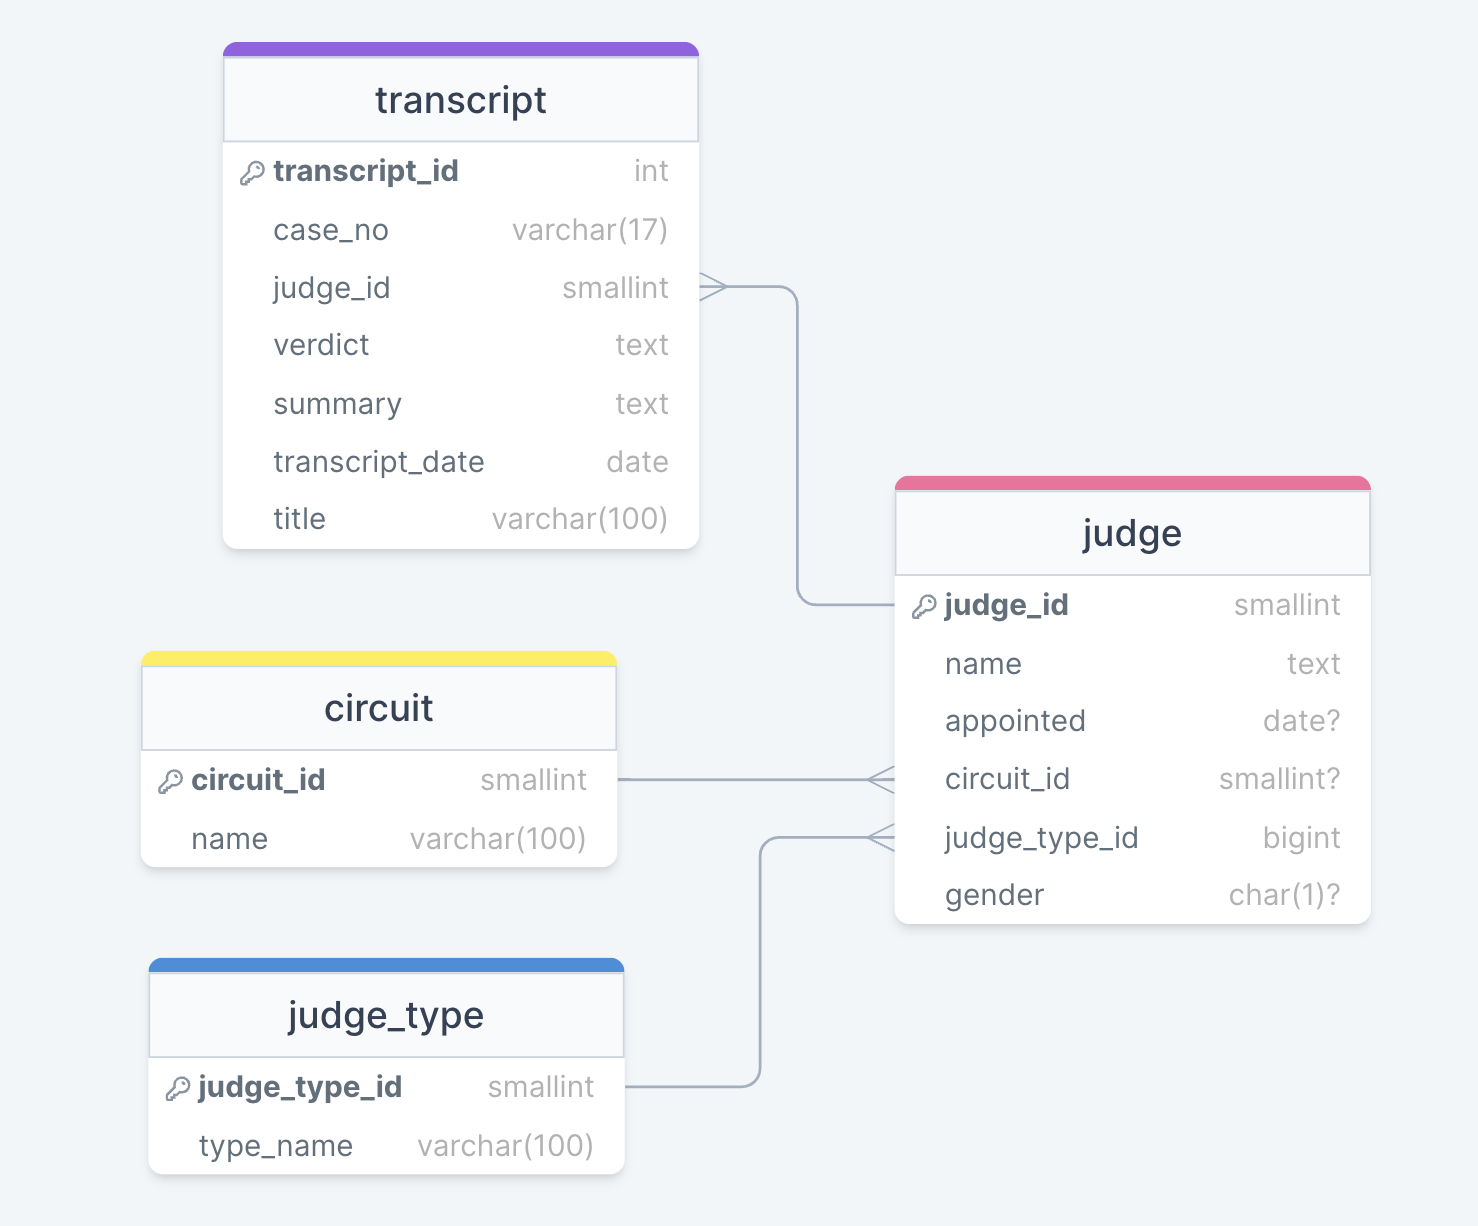 transcript
transcript_id int
case_no varchar(17)
judge_id smallint
verdict text
summary text
transcript_date date
title varchar(100)
judge
judge_id smallint
name text
appointed date?
circuit_id smallint?
judge_type_id bigint
gender char(1)?
circuit
circuit_id smallint
name varchar(100)
judge_type
judge_type_id smallint
type_name varchar(100)